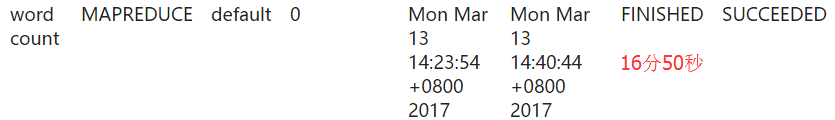 word MAPREDUCE default 0 Mon Mar Mon Mar FINISHED SUCCEEDED
count 13 13
14:23:54 14:40:44 16分50秒
+0800 +0800
2017 2017